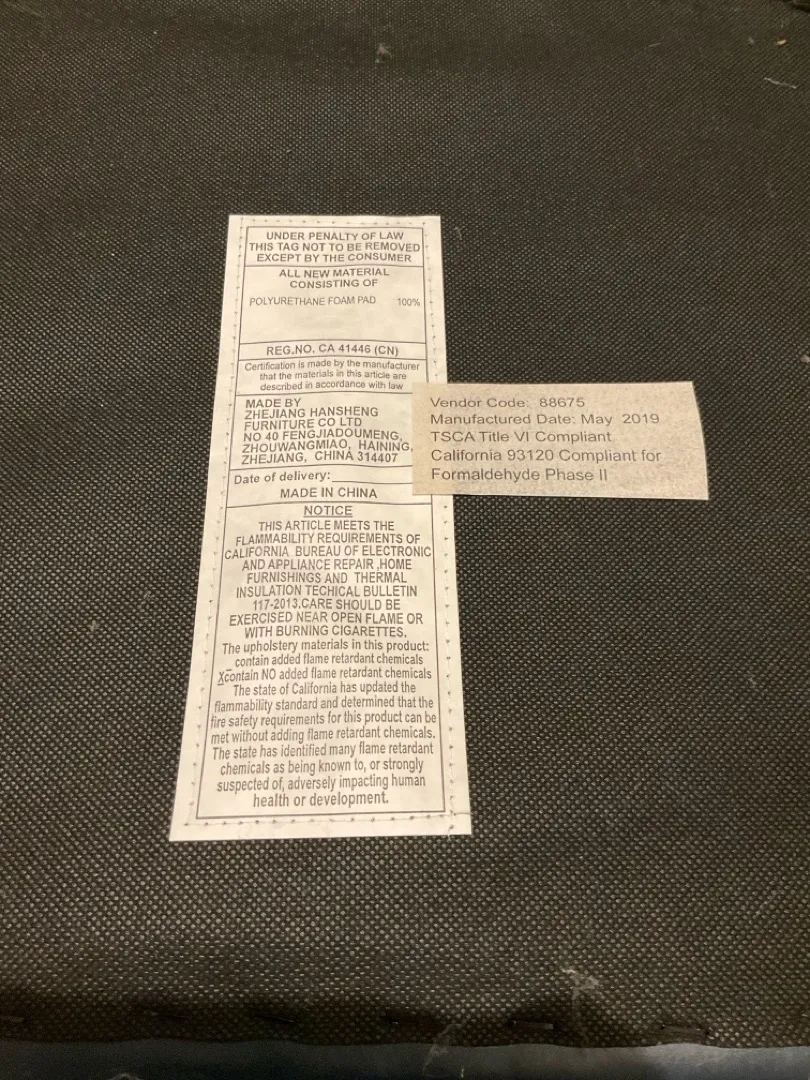 UNDER PENALTY OF LAW
THIS TAG NOT TO BE REMOVED
EXCEPT BY THE CONSUMER
ALL NEW MATERIAL
CONSISTING OF
POLYURETHANE FOAM PAD 100%
REG.NO. CA 41446 (CN)
Certification is made by the manufacturer
that the materials in this article are
described in accordance with law
MADE BY
ZHEJIANG HANSHENG
FURNITURE CO LTD
NO 40 FENGJIADOUMENG,
ZHOUWANGMIAO, HAINING,
ZHEJIANG, CHINA 314407
Date of delivery:
MADE IN CHINA
NOTICE
THIS ARTICLE MEETS THE
FLAMMABILITY REQUIREMENTS OF
CALIFORNIA BUREAU OF ELECTRONIC
AND APPLIANCE REPAIR ,HOME
FURNISHINGS AND THERMAL
INSULATION TECHICAL BULLETIN
117-2013.CARE SHOULD BE
EXERCISED NEAR OPEN FLAME OR
WITH BURNING CIGARETTES.
The upholstery materials in this product:
_contain added flame retardant chemicals
Xcontain NO added flame retardant chemicals
The state of California has updated the
flammability standard and determined that the
fire safety requirements for this product can be
met without adding flame retardant chemicals.
The state has identified many flame retardant
chemicals as being known to, or strongly
suspected of, adversely impacting human
health or development.
Vendor Code: 88675
Manufactured Date: May 2019
TSCA Title VI Compliant
California 93120 Compliant for
Formaldehyde Phase II